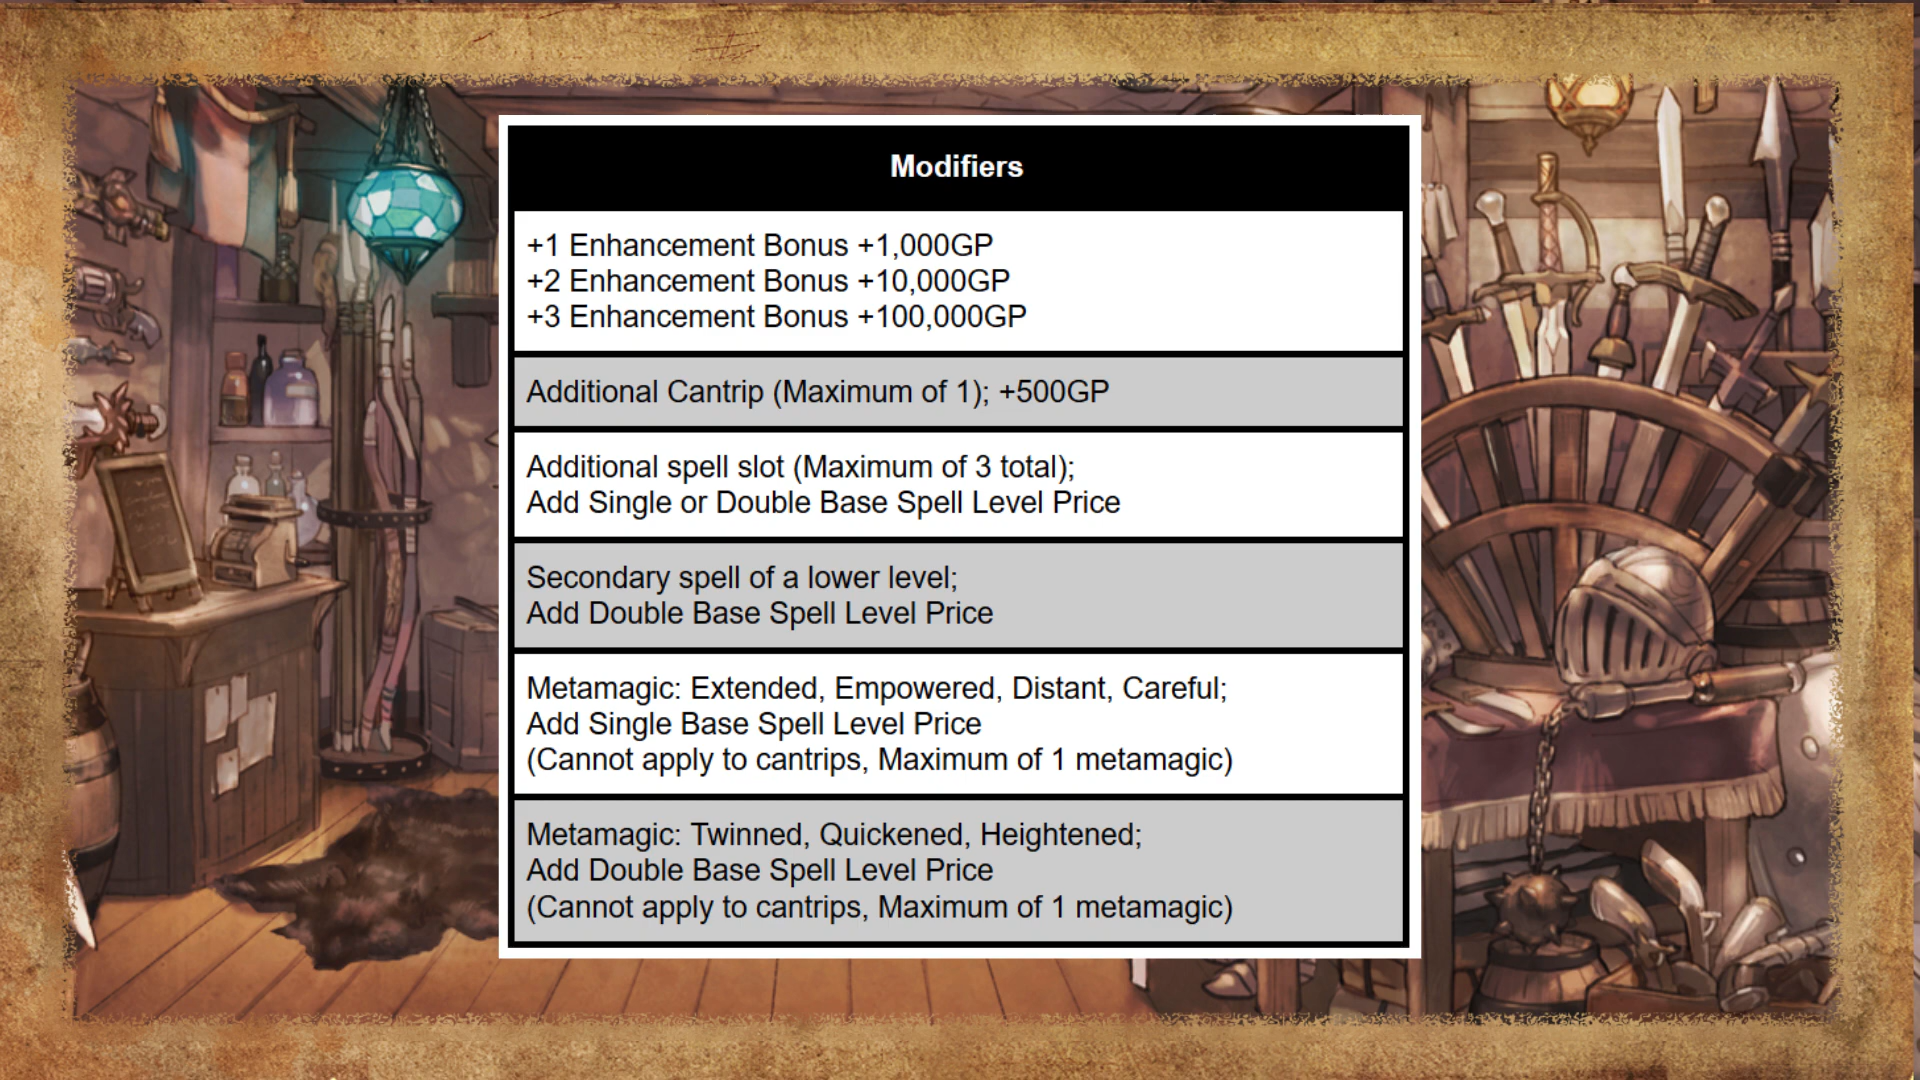 Modifiers
+1 Enhancement Bonus +1,000GP
+2 Enhancement Bonus +10,000GP
+3 Enhancement Bonus +100,000GP
Additional Cantrip (Maximum of 1); +500GP
Additional spell slot (Maximum of 3 total);
Add Single or Double Base Spell Level Price
Secondary spell of a lower level;
Add Double Base Spell Level Price
Metamagic: Extended, Empowered, Distant, Careful;
Add Single Base Spell Level Price
(Cannot apply to cantrips, Maximum of 1 metamagic)
Metamagic: Twinned, Quickened, Heightened;
Add Double Base Spell Level Price
(Cannot apply to cantrips, Maximum of 1 metamagic)